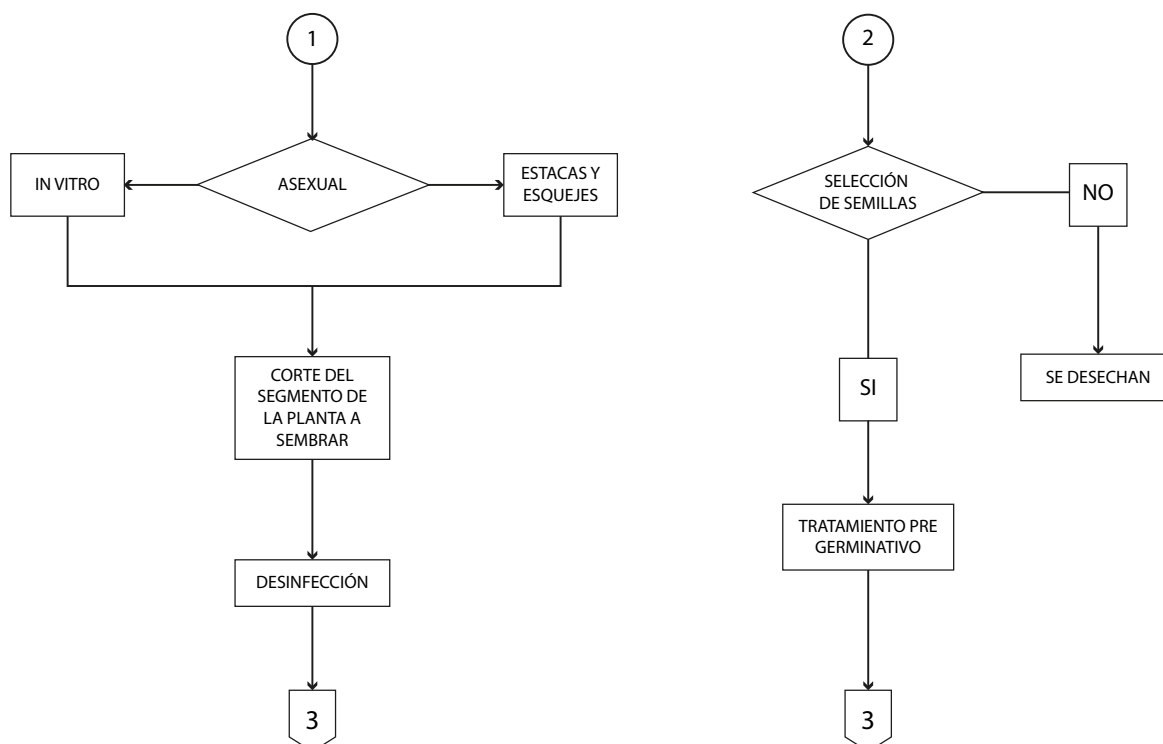 1
IN VITRO
ASEXUAL
ESTACAS Y
ESQUEJES
CORTE DEL
SEGMENTO DE
LA PLANTA A
SEMBRAR
DESINFECCIÓN
3
2
SELECCIÓN
DE SEMILLAS
NO
SE DESECHAN
SI
TRATAMIENTO PRE
GERMINATIVO
3